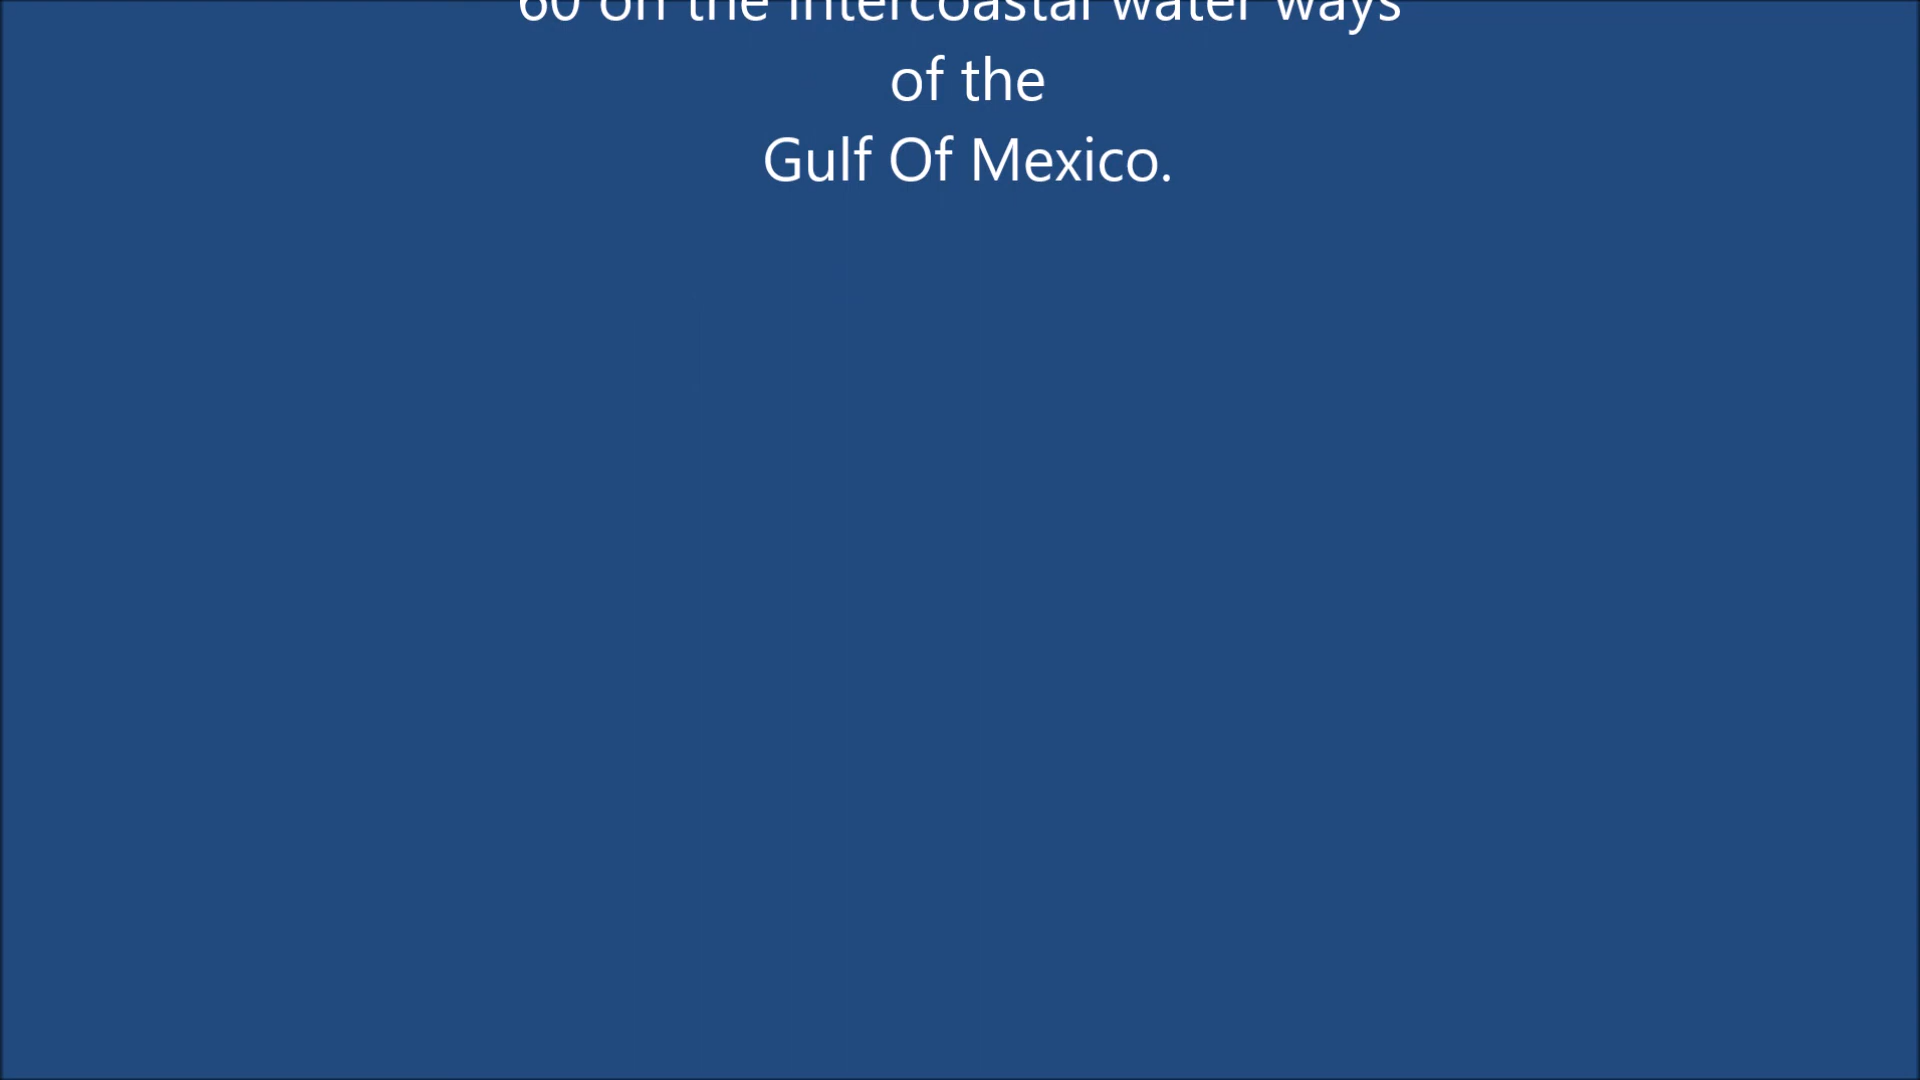 60 on the intercoastal water ways
of the
Gulf Of Mexico.